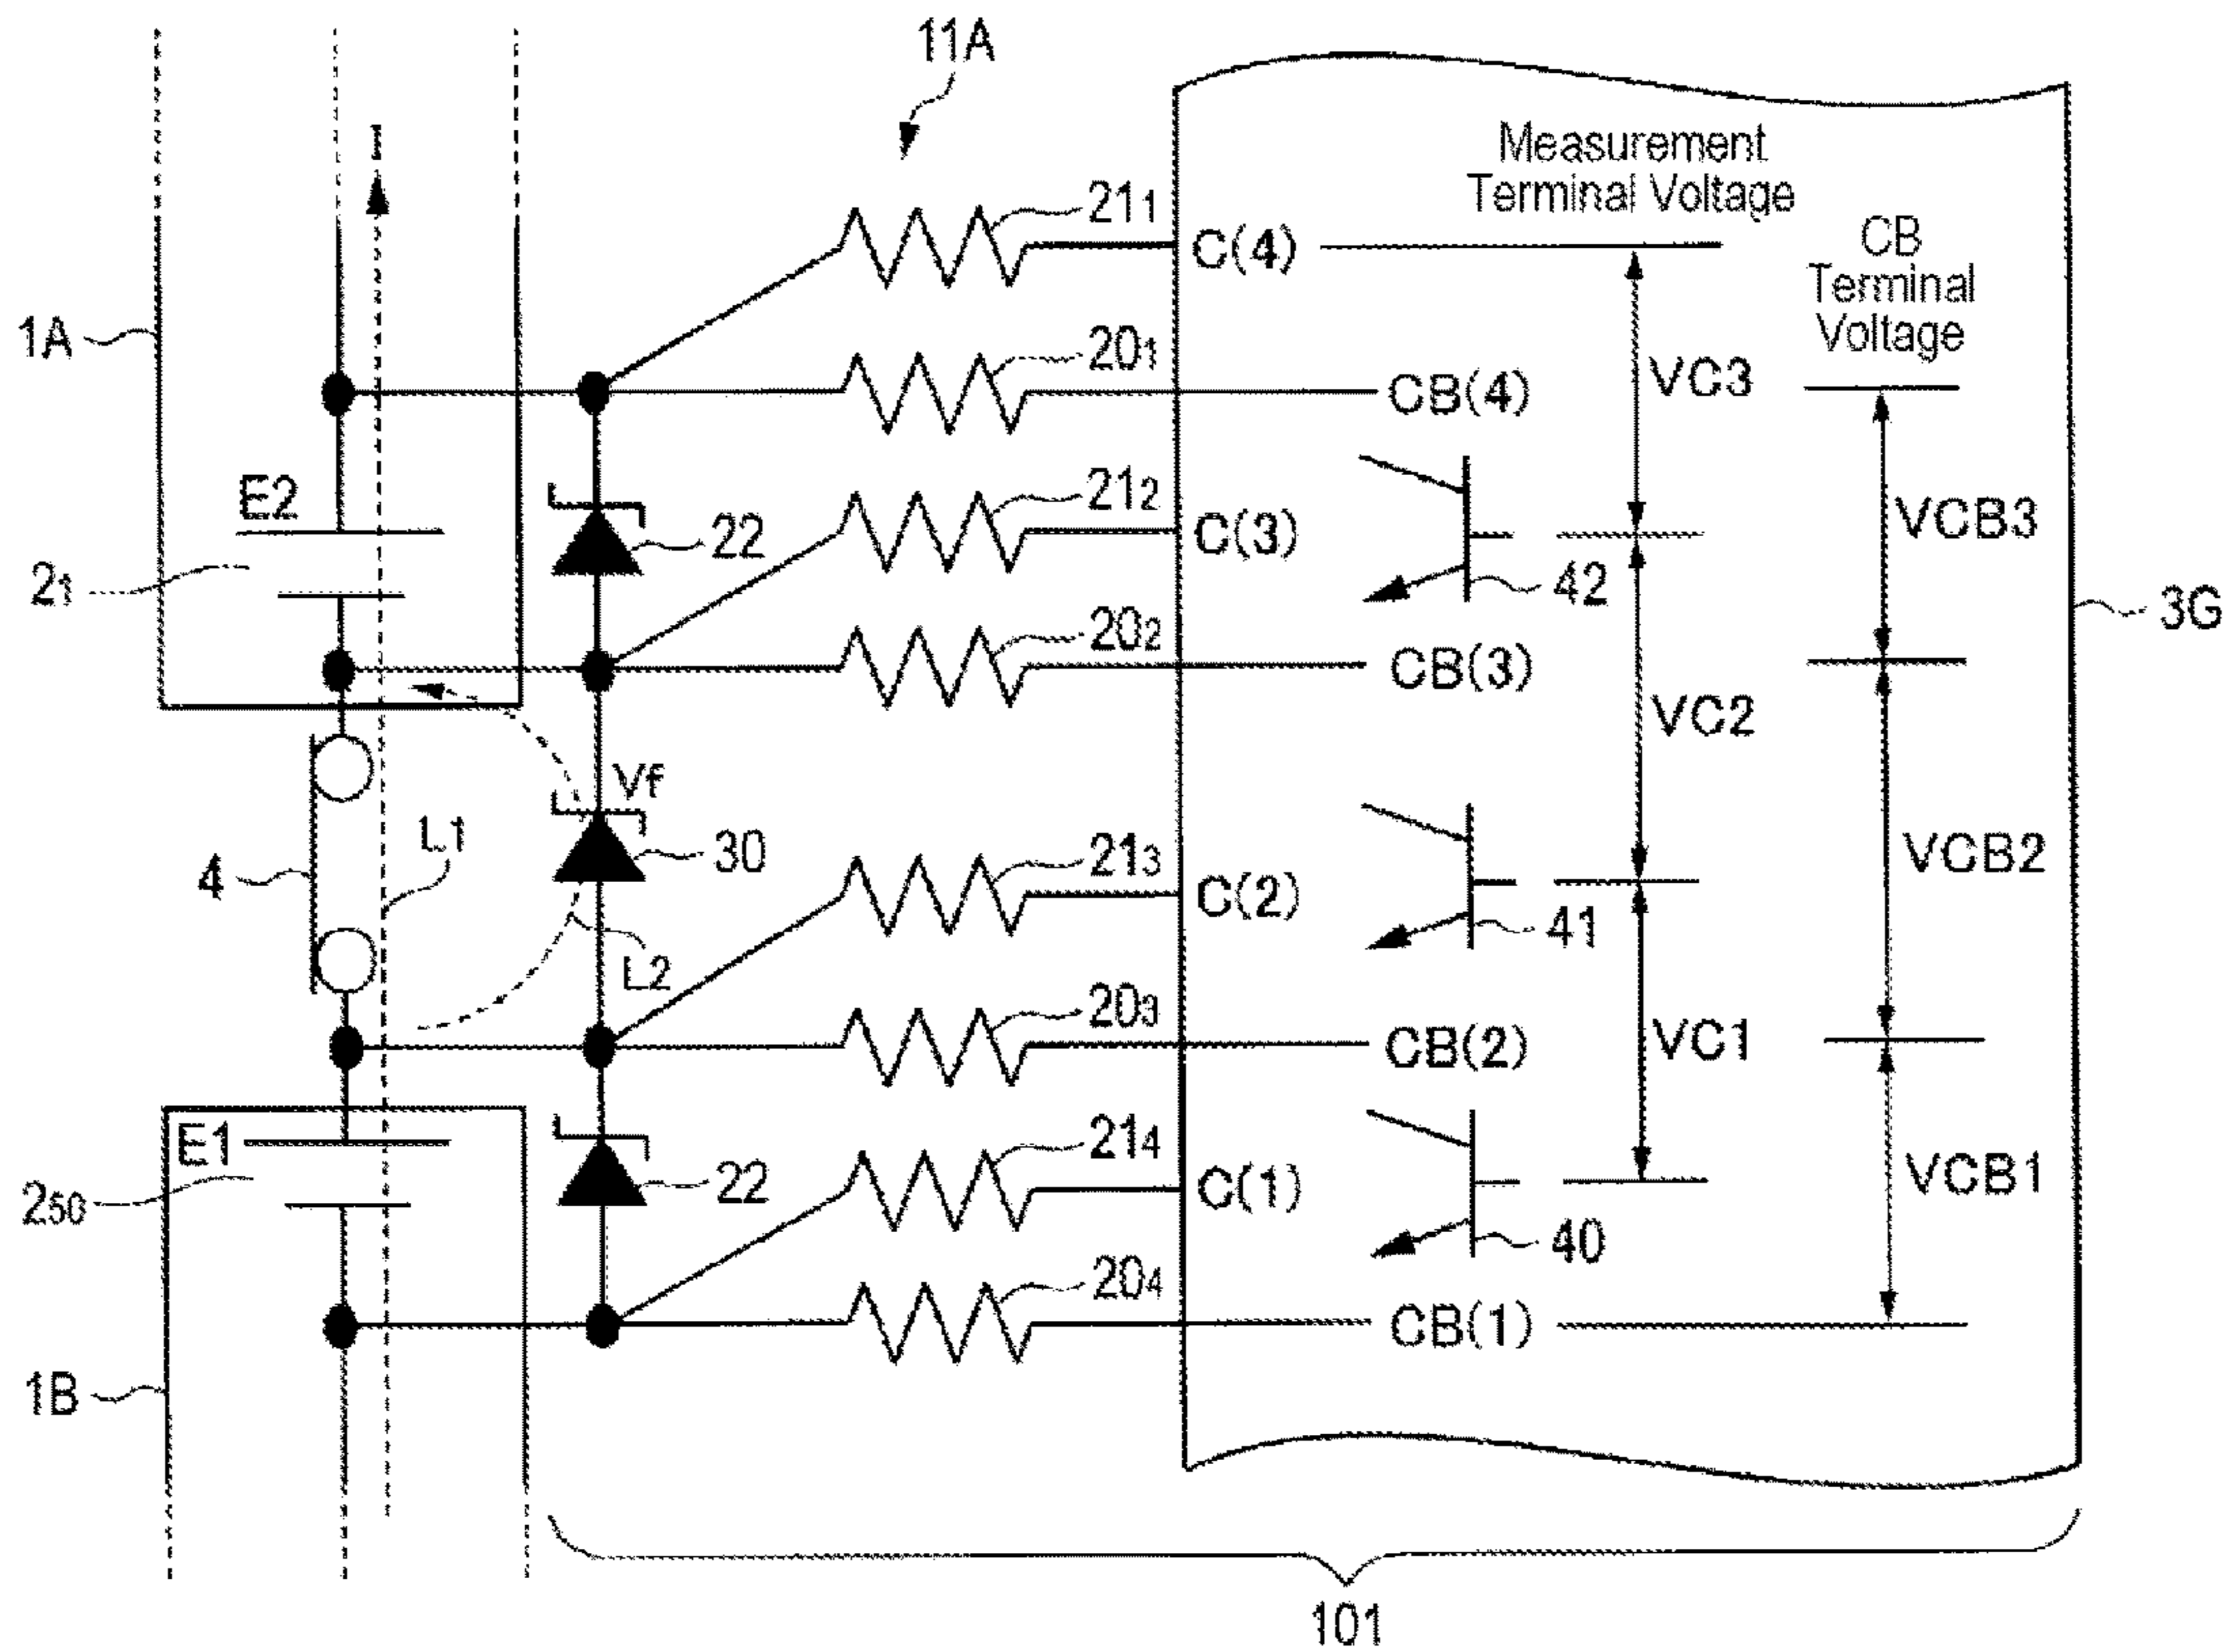 11A
I
Measurement
Terminal Voltage
21₁
C(4)
CB
Terminal
Voltage
1A
20₁
CB(4)
VC3
E2
21₂
22
C(3)
VCB3
2₁
42
3G
20₂
CB(3)
VC2
Vf
L1
30
21₃
4
C(2)
41
VCB2
L2
20₃
CB(2)
VC1
E1
21₄
22
C(1)
VCB1
2₅₀
40
20₄
CB(1)
1B
101